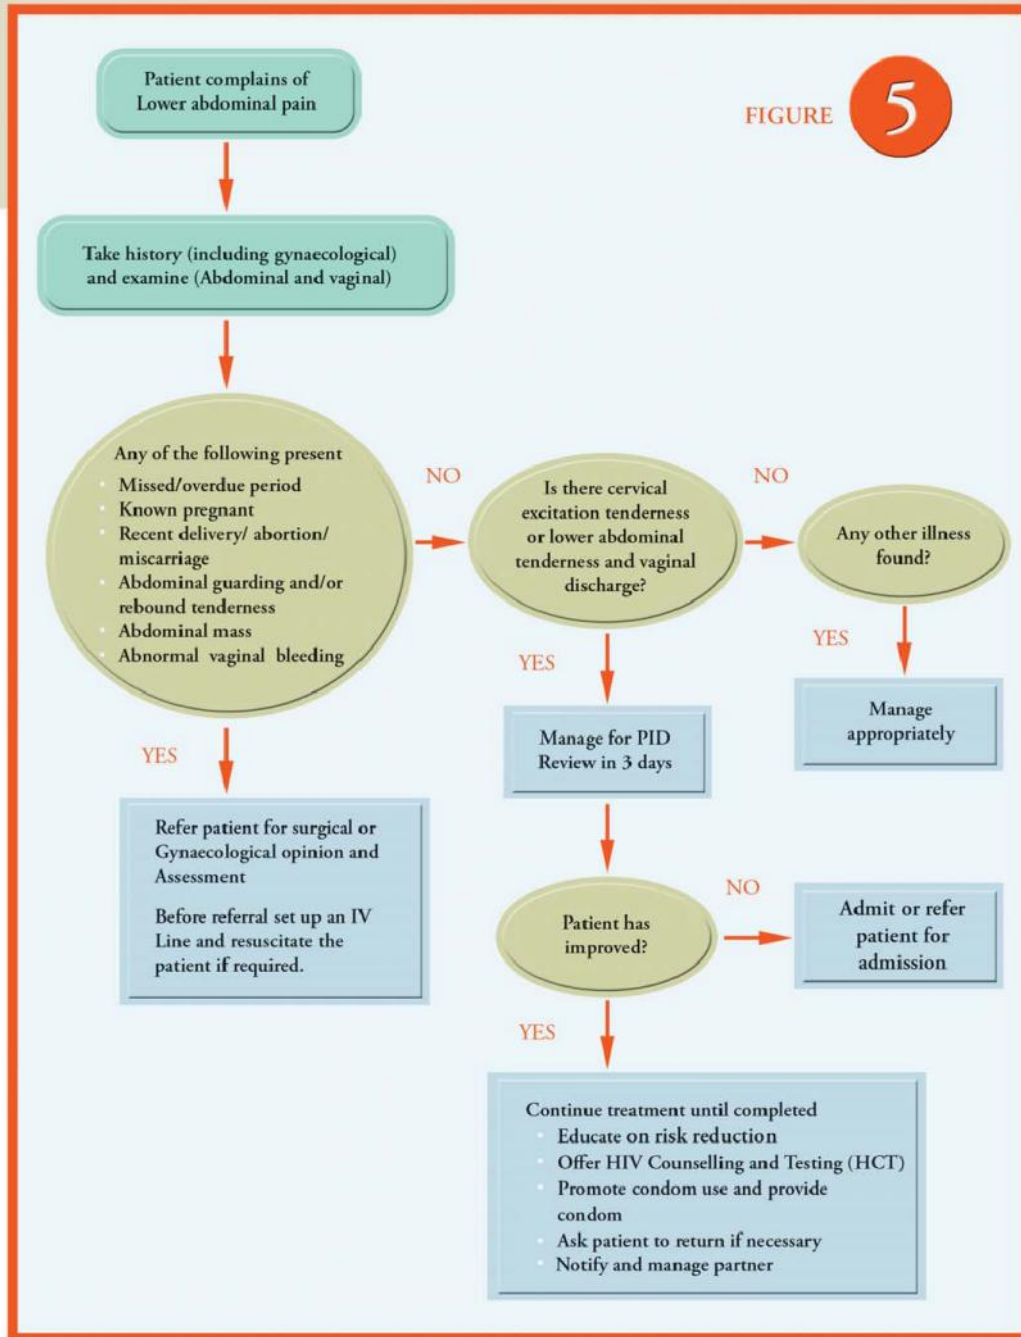 FIGURE 5
Patient complains of
Lower abdominal pain
Take history (including gynaecological)
and examine (Abdominal and vaginal)
Any of the following present
• Missed/overdue period
• Known pregnant
• Recent delivery/ abortion/
miscarriage
• Abdominal guarding and/or
rebound tenderness
• Abdominal mass
• Abnormal vaginal bleeding
NO
Is there cervical
excitation tenderness
or lower abdominal
tenderness and vaginal
discharge?
NO
Any other illness
found?
YES
Manage
appropriately
YES
Manage for PID
Review in 3 days
YES
Refer patient for surgical or
Gynaecological opinion and
Assessment
Before referral set up an IV
Line and resuscitate the
patient if required.
Patient has
improved?
NO
Admit or refer
patient for
admission
YES
Continue treatment until completed
• Educate on risk reduction
• Offer HIV Counselling and Testing (HCT)
• Promote condom use and provide
condom
• Ask patient to return if necessary
• Notify and manage partner